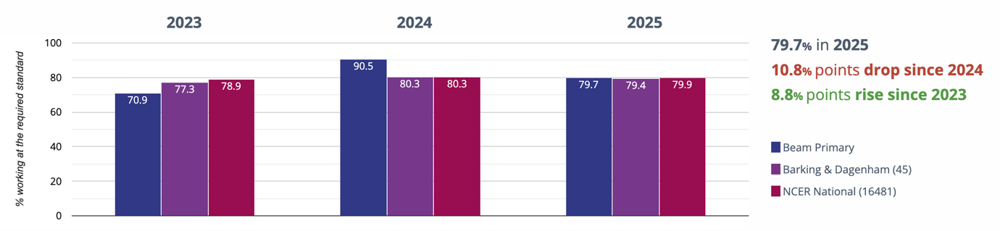 2023
2024
2025
% working at the required standard
100
80
60
40
20
0
70.9
77.3
78.9
90.5
80.3
80.3
79.7
79.4
79.9
79.7% in 2025
10.8% points drop since 2024
8.8% points rise since 2023
Beam Primary
Barking & Dagenham (45)
NCER National (16481)